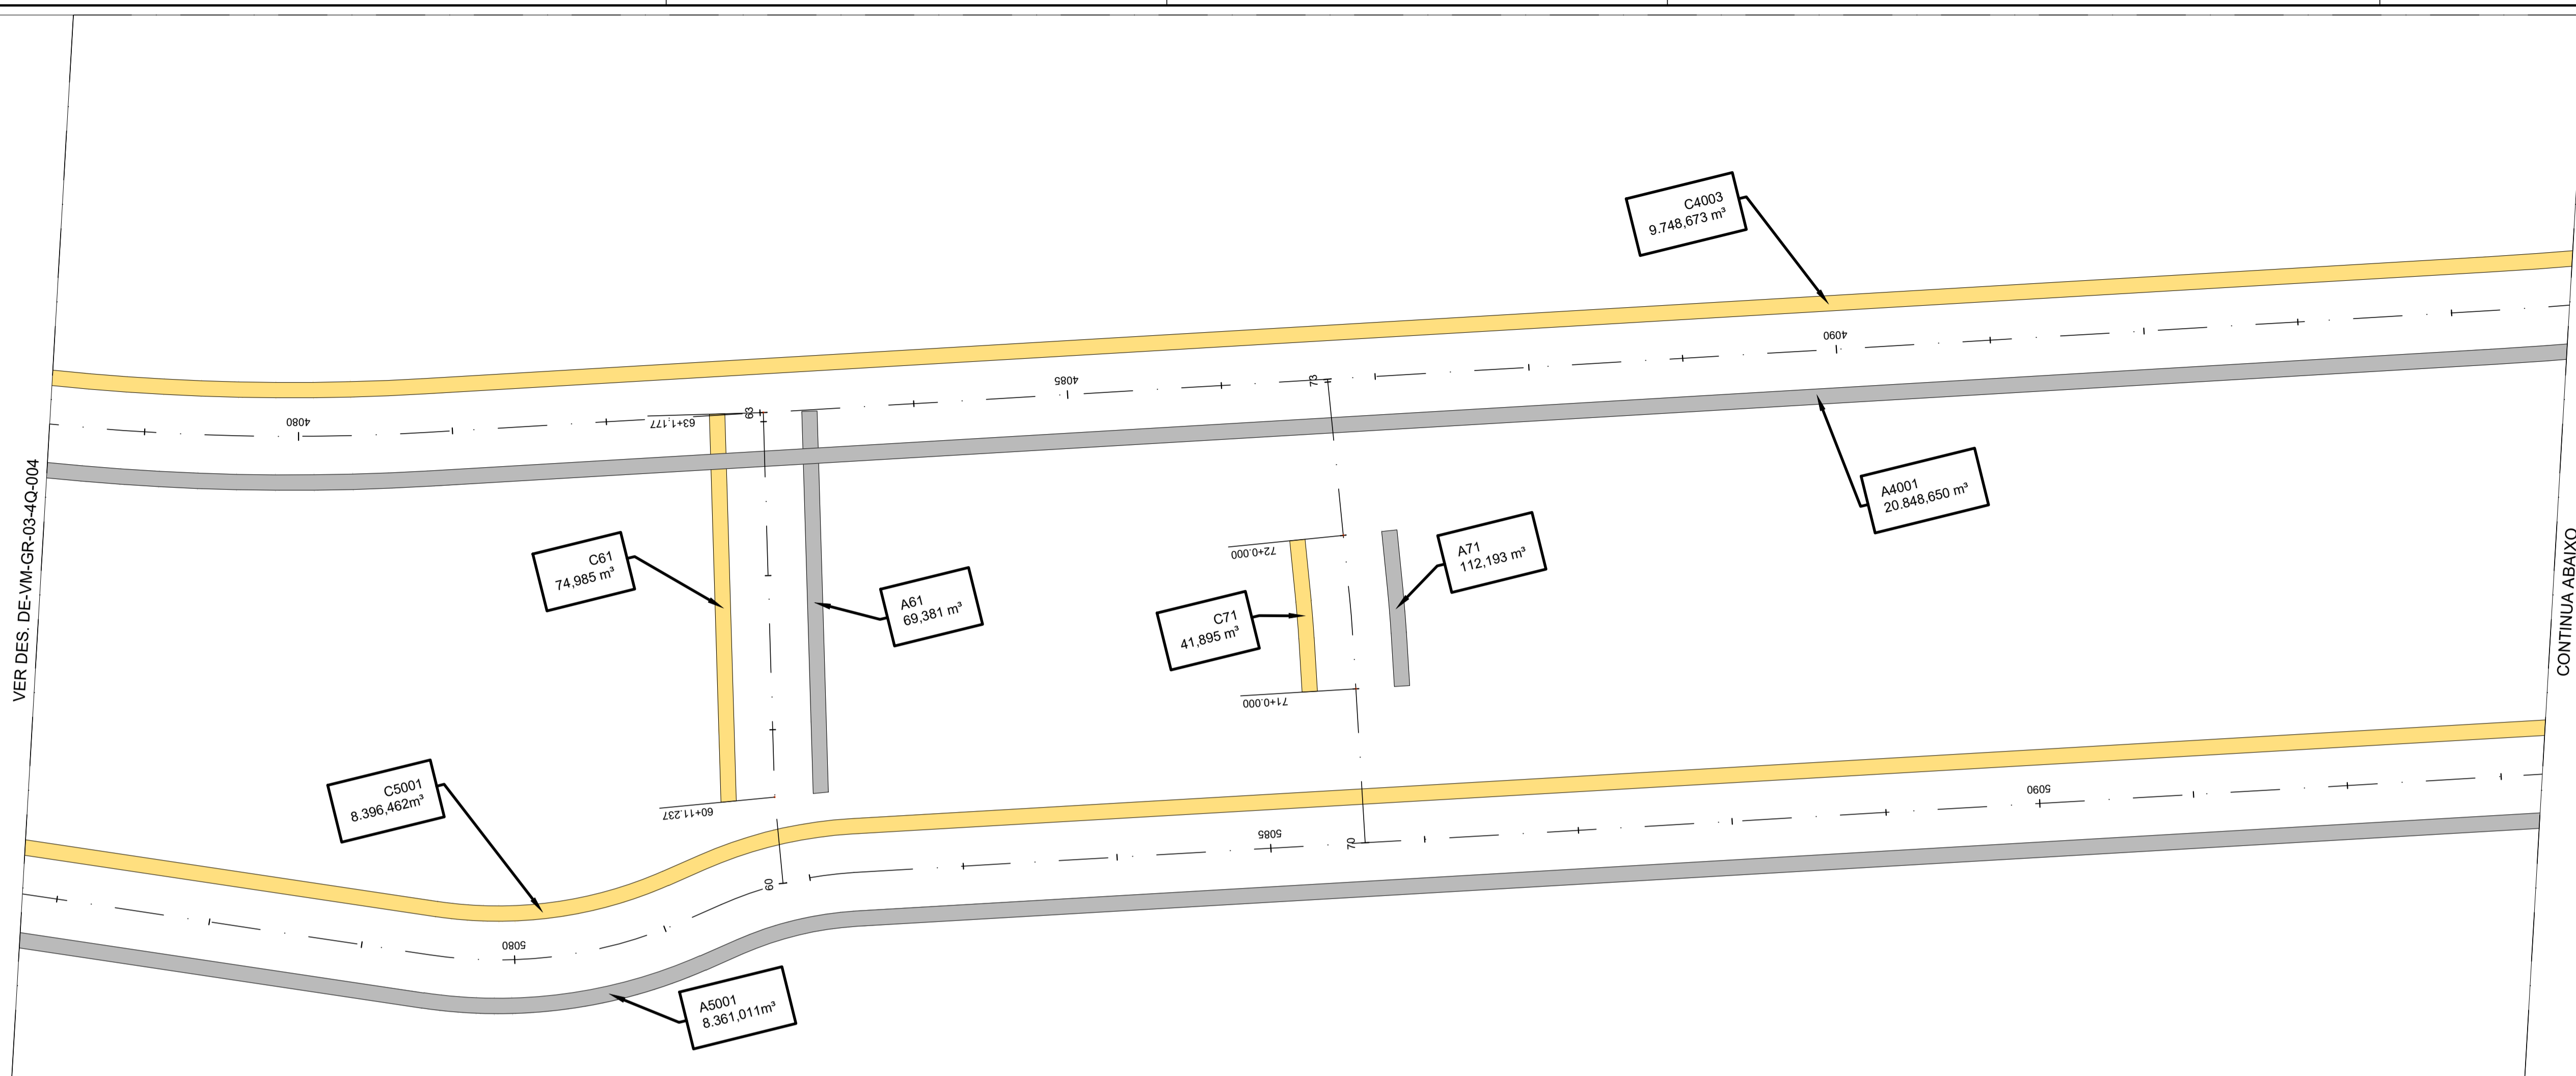 C4003
9.748,673 m³
4090
4085
73
4080
63+1.177
63
VER DES. DE-VM-GR-03-4Q-004
CONTINUA ABAIXO
A4001
20.848,650 m³
C61
74,985 m³
A61
69,381 m³
72+0.000
A71
112,193 m³
C71
41,895 m³
71+0.000
C5001
8.396,462m³
60+11.237
5090
5085
70
60
5080
A5001
8.361,011m³